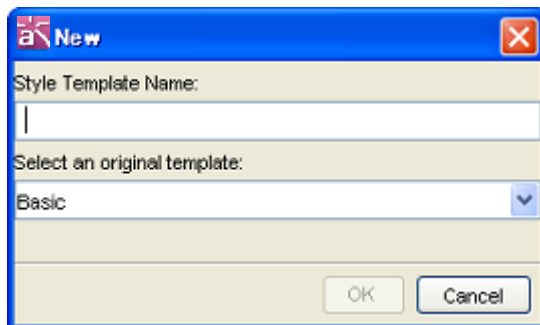 New
Style Template Name:
Select an original template:
Basic
OK Cancel